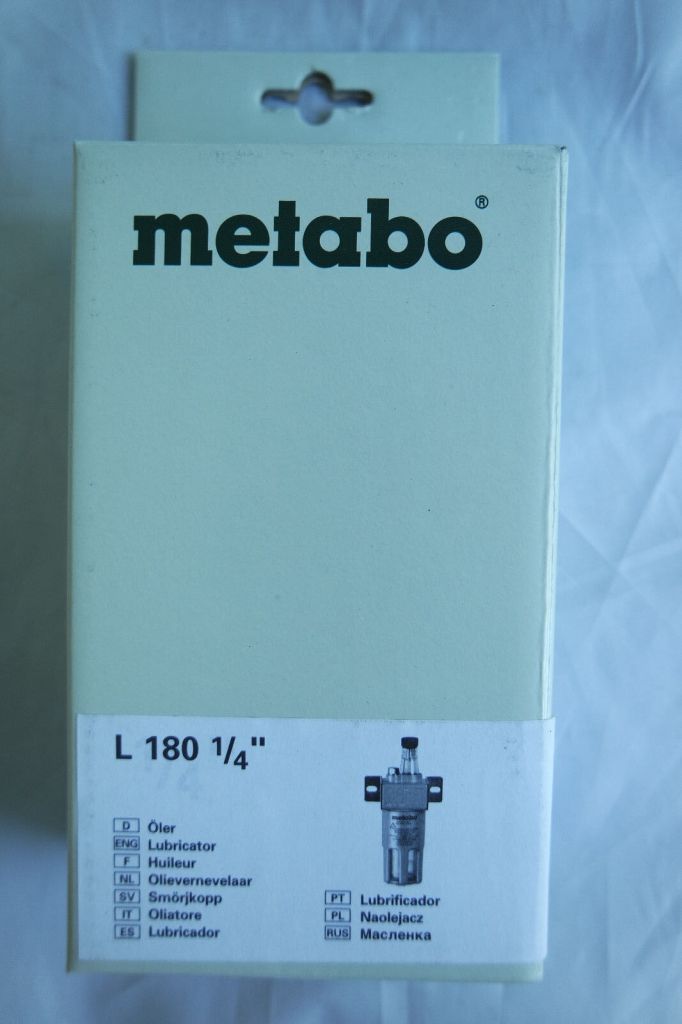 metabo®
L 180 1/4"
metabo
D Öler
ENG Lubricator
F Huileur
NL Olievernevelaar
SV Smörjkopp
IT Oliatore
ES Lubricador
PT Lubrificador
PL Naolejacz
RUS Масленка